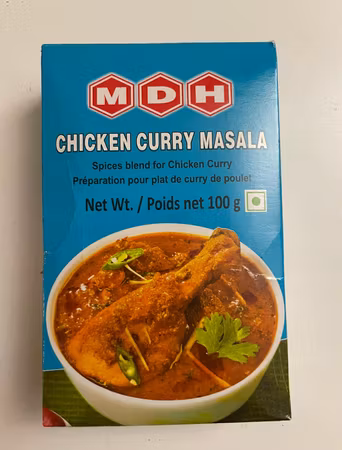 MDH
CHICKEN CURRY MASALA
Spices blend for Chicken Curry
Préparation pour plat de curry de poulet
Net Wt. / Poids net 100 g